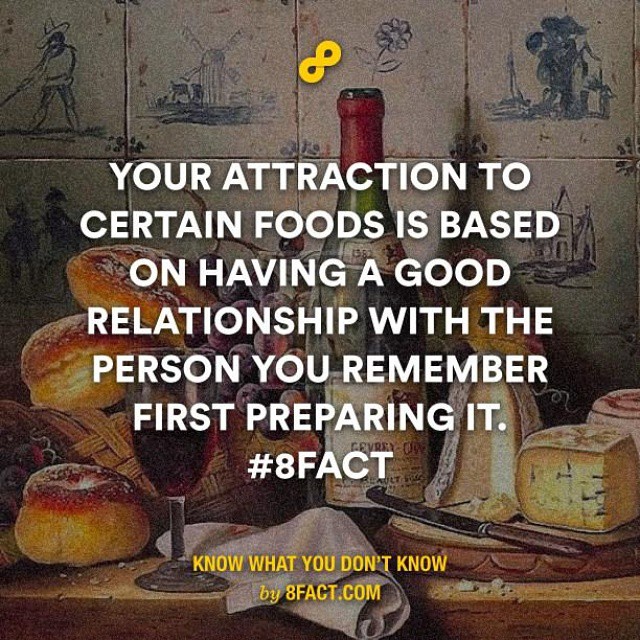 YOUR ATTRACTION TO
CERTAIN FOODS IS BASED
ON HAVING A GOOD
RELATIONSHIP WITH THE
PERSON YOU REMEMBER
FIRST PREPARING IT.
#8FACT
KNOW WHAT YOU DON'T KNOW
by 8FACT.COM